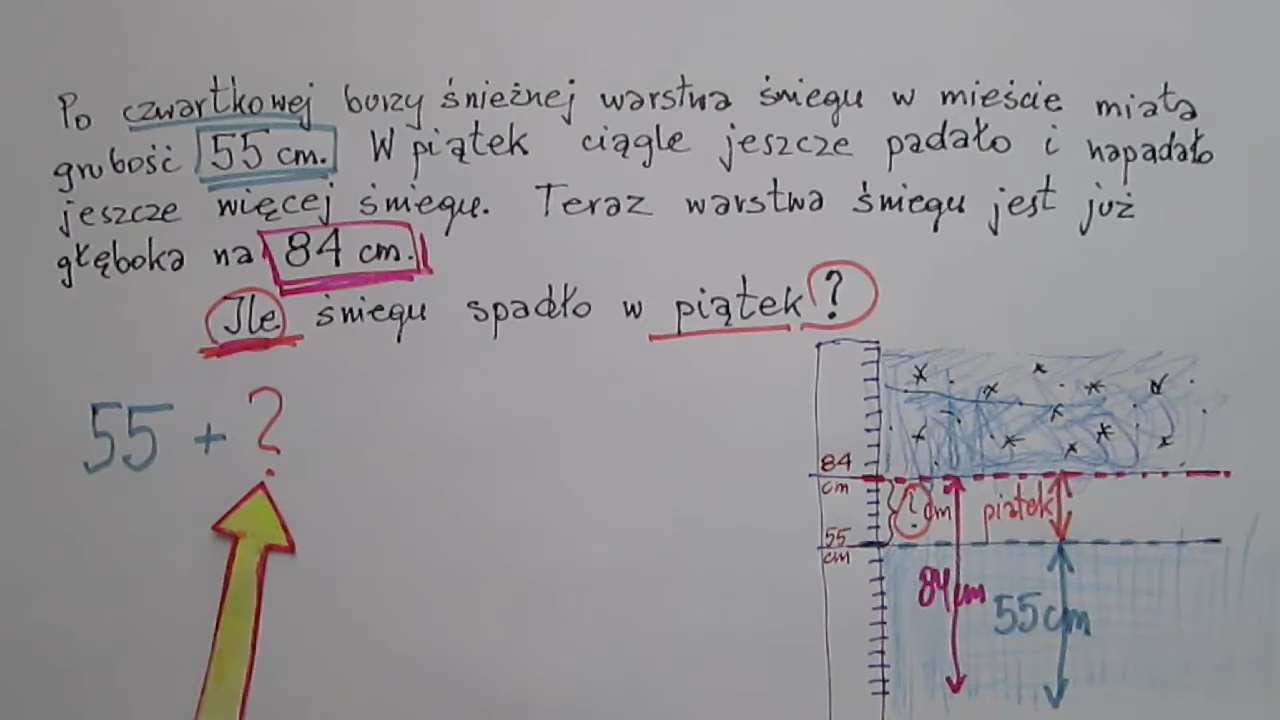 Po czwartkowej burzy śnieżnej warstwa śniegu w mieście miała
grubość 55 cm. W piątek ciągle jeszcze padało i napadało
jeszcze więcej śniegu. Teraz warstwa śniegu jest już
głęboka na 84 cm.
Ile śniegu spadło w piątek?
55 + ?
84
cm
? cm piątek
55
cm
84 cm
55 cm